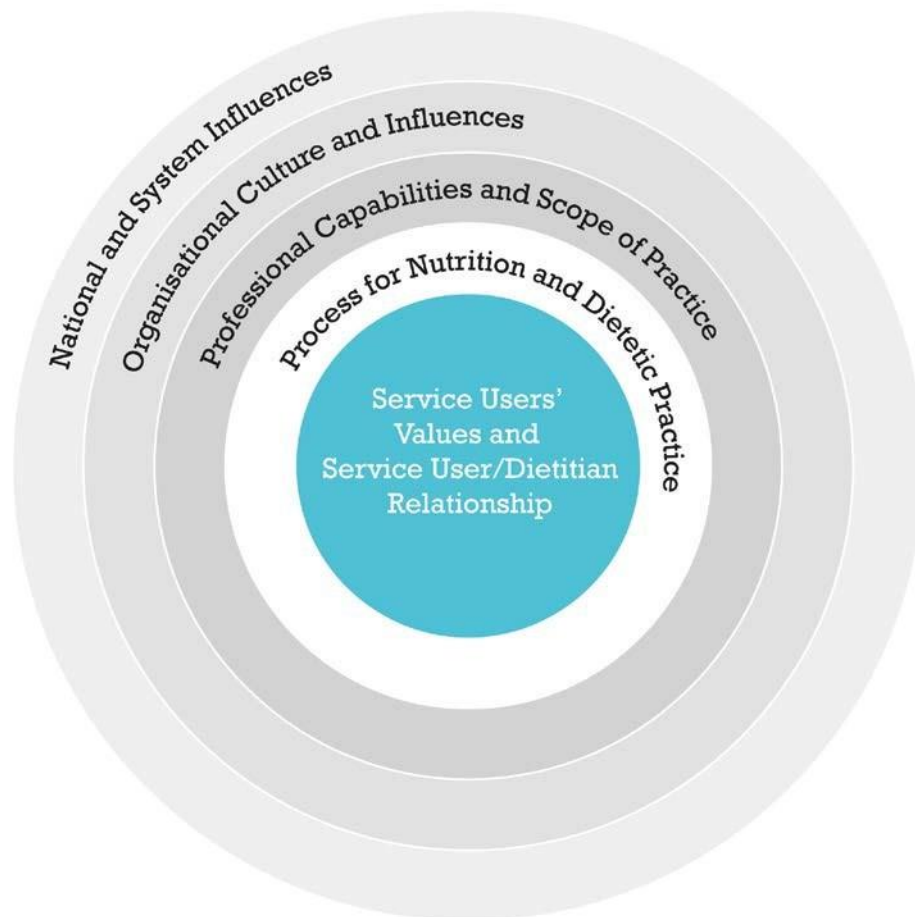 National and System Influences
Organisational Culture and Influences
Professional Capabilities and Scope of Practice
Process for Nutrition and Dietetic Practice
Service Users’
Values and
Service User/Dietitian
Relationship